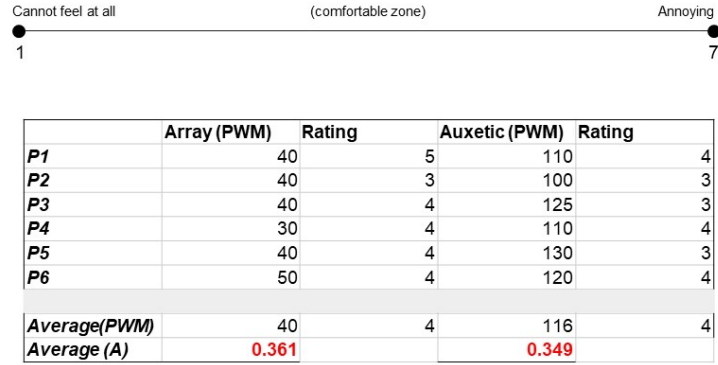 Cannot feel at all (comfortable zone) Annoying
1 7
Array (PWM) Rating Auxetic (PWM) Rating
P1 40 5 110 4
P2 40 3 100 3
P3 40 4 125 3
P4 30 4 110 4
P5 40 4 130 3
P6 50 4 120 4
Average(PWM) 40 4 116 4
Average (A) 0.361 0.349